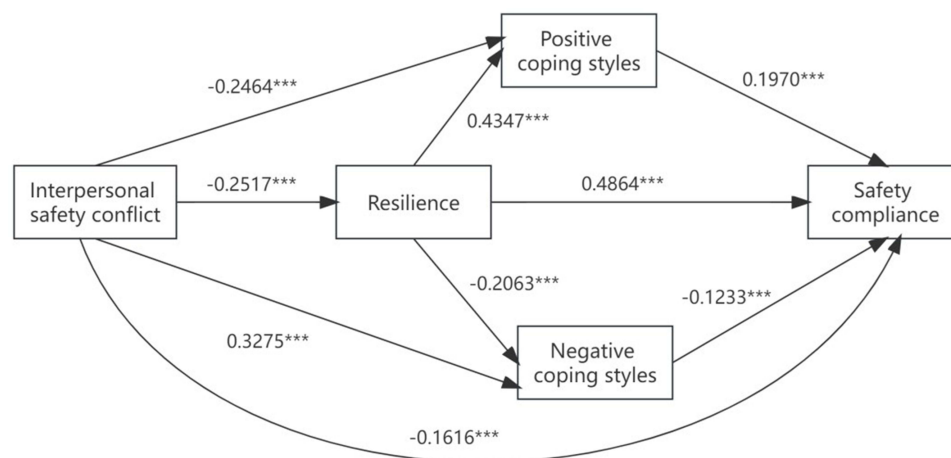 Positive
coping styles
-0.2464***
0.1970***
0.4347***
Interpersonal
safety conflict
-0.2517***
Resilience
0.4864***
Safety
compliance
-0.2063***
-0.1233***
0.3275***
Negative
coping styles
-0.1616***